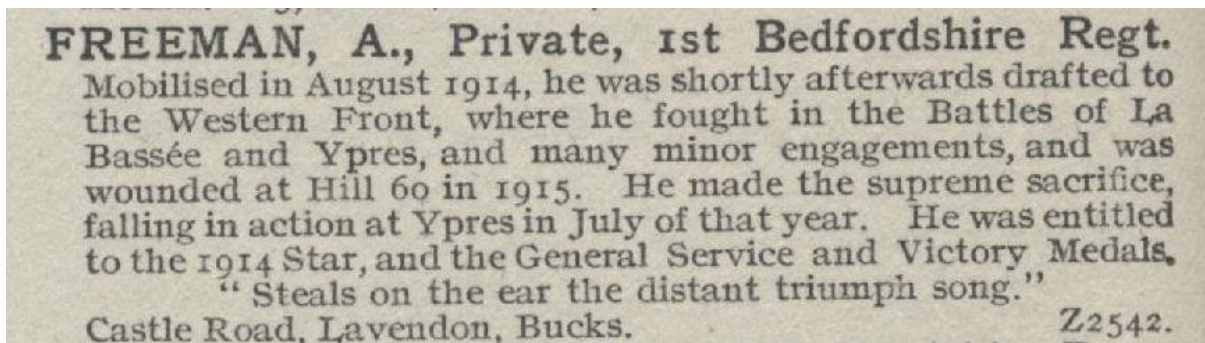 FREEMAN, A., Private, 1st Bedfordshire Regt.
Mobilised in August 1914, he was shortly afterwards drafted to
the Western Front, where he fought in the Battles of La
Bassée and Ypres, and many minor engagements, and was
wounded at Hill 60 in 1915. He made the supreme sacrifice,
falling in action at Ypres in July of that year. He was entitled
to the 1914 Star, and the General Service and Victory Medals.
“ Steals on the ear the distant triumph song.”
Castle Road, Lavendon, Bucks. Z2542.